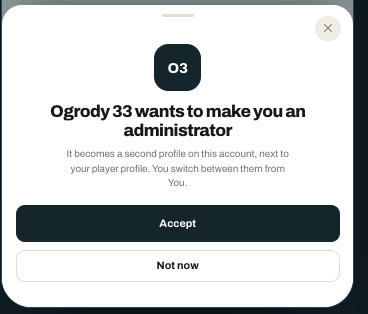 O3
Ogrody 33 wants to make you an
administrator
It becomes a second profile on this account, next to
your player profile. You switch between them from
You.
Accept
Not now